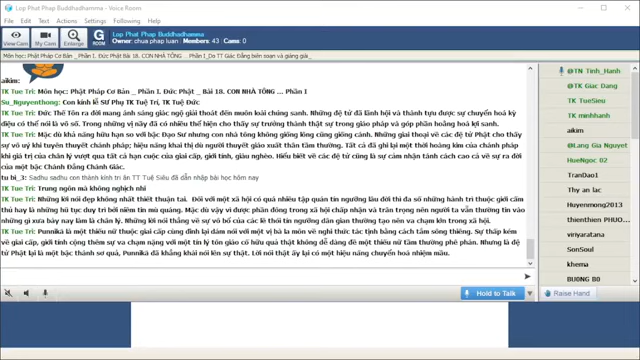 Lop Phat Phap Buddhadhamma - Voice Room
File Edit Text Actions Settings Following Help
View Cam My Cam Enlarge ROOM
Lop Phat Phap Buddhadhamma
Owner: chua phap luan Members: 43 Cams: 0
Môn học: Phật Pháp Cơ Bản _ Phần I. Đức Phật Bài 18. CON NHÀ TÔNG ... Phần I_Do TT Giác Đẳng biên soạn và giảng giải_
aikim:
TK Tue Tri: Môn học: Phật Pháp Cơ Bản _ Phần I. Đức Phật _ Bài 18. CON NHÀ TÔNG ... Phần I
Su_Nguyenthong: Con kính lễ SƯ Phụ TK Tuệ Trí, TK Tuệ Đức
TK Tue Tri: Đức Thế Tôn ra đời mang ánh sáng giác ngộ giải thoát đến muôn loài chúng sanh. Những đệ tử đã lãnh hội và thành tựu được sự chuyển hoá kỳ
diệu có thể nói là vô số. Trong những vị nầy đã có nhiều thể hiện cho thấy sự trưởng thành thật sự trong giáo pháp và góp phần hoằng hoá lợi sanh.
TK Tue Tri: Mặc dù khả năng hữu hạn so với bậc Đạo Sư nhưng con nhà tông không giống lông cũng giống cánh. Những giai thoại về các đệ tử Phật cho thấy
sự vô uý khi tuyên thuyết chánh pháp; hiệu năng khai thị dù người thuyết giáo xuất thân tầm thường. Tất cả đã ghi lại một thời hoàng kim của chánh pháp
khi giá trị của chân lý vượt qua tất cả hạn cuộc của giai cấp, giới tính, giàu nghèo. Hiểu biết về các đệ tử cũng là sự cảm nhận tánh cách cao cả về sự ra đời
của một bậc Chánh Đẳng Chánh Giác.
tu bi_3: Sadhu sadhu con thành kính tri ân TT Tuệ Siêu đã dẫn nhập bài học hôm nay
TK Tue Tri: Trung ngôn mà không nghịch nhĩ
TK Tue Tri: Những lời nói đẹp không nhất thiết thuận tai. Đối với một xã hội có quá nhiều tập quán tín ngưỡng lâu đời thì đa số những hành trì thuộc giới cấm
thủ hay là những hủ tục duy trì bởi niềm tin mù quáng. Mặc dù vậy vì được phần đông trong xã hội chấp nhận và trân trọng nên người ta vẫn thường tin vào
những gì xưa bày nay làm là chân lý. Những lời nói thẳng về sự vô bổ của các lễ thói tín ngưỡng dân gian thường tạo nên va chạm lớn trong xã hội.
TK Tue Tri: Punnikā là một thiếu nữ thuộc giai cấp cùng đinh lại dám nói với một vị bà la môn về nghi thức tác tịnh bằng cách tắm sông thiêng. Sự thấp kém
về giai cấp, giới tính cộng thêm sự va chạm nặng với một tín lý tôn giáo cố hữu quả thật không dễ dàng để một thiếu nữ tầm thường phê phán. Nhưng là đệ
tử Phật lại là một bậc thánh sơ quả, Punnikā đã khẳng khái nói lên sự thật. Lời nói thật ấy lại có một hiệu năng chuyển hoá nhiệm mầu.
Hold to Talk
@TN Tinh_Hanh
@TK Giac Dang
TK TueSieu
TK minhhanh
aikim
@Lang Gia Nguyet
HueNgoc 02
TranDao1
Thy an lac
Huyenmong2013
thienthien PHUOC
viriyaratana
SonSoul
khema
BU0NG B0
Raise Hand